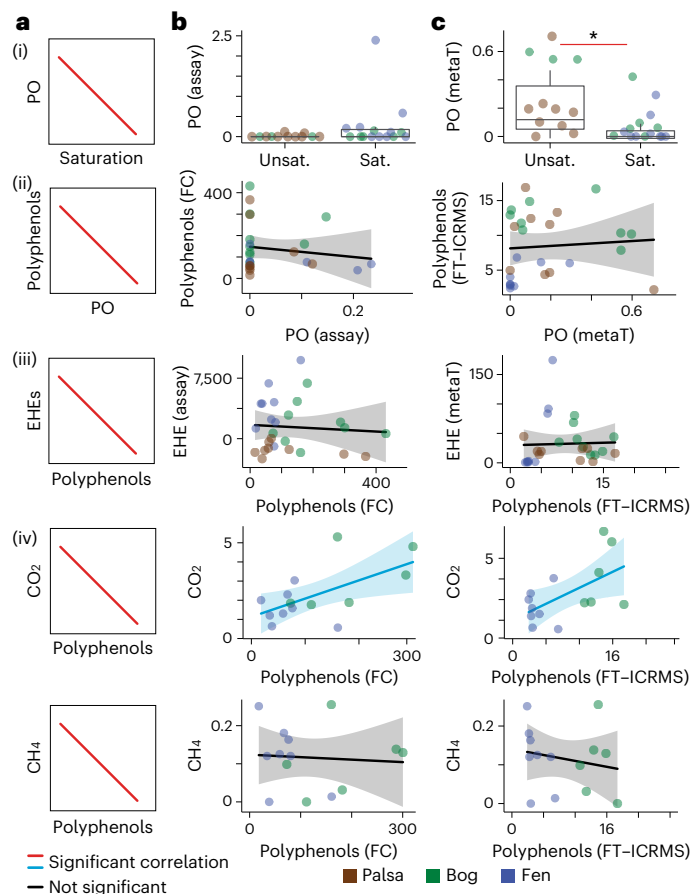 a
b
c
(i)
PO
Saturation
PO (assay)
2.5
0
Unsat.
Sat.
PO (metaT)
0.6
0
*
Unsat.
Sat.
(ii)
Polyphenols
PO
Polyphenols (FC)
400
0
0
0.2
PO (assay)
Polyphenols
(FT–ICRMS)
15
5
0
0.6
PO (metaT)
(iii)
EHEs
Polyphenols
EHE (assay)
7,500
0
0
400
Polyphenols (FC)
EHE (metaT)
150
0
0
15
Polyphenols (FT–ICRMS)
(iv)
CO2
Polyphenols
CO2
5
0
0
300
Polyphenols (FC)
CO2
5
0
0
16
Polyphenols (FT–ICRMS)
CH4
Polyphenols
CH4
0.2
0
0
300
Polyphenols (FC)
CH4
0.2
0
0
16
Polyphenols (FT–ICRMS)
Significant correlation
Not significant
Palsa
Bog
Fen